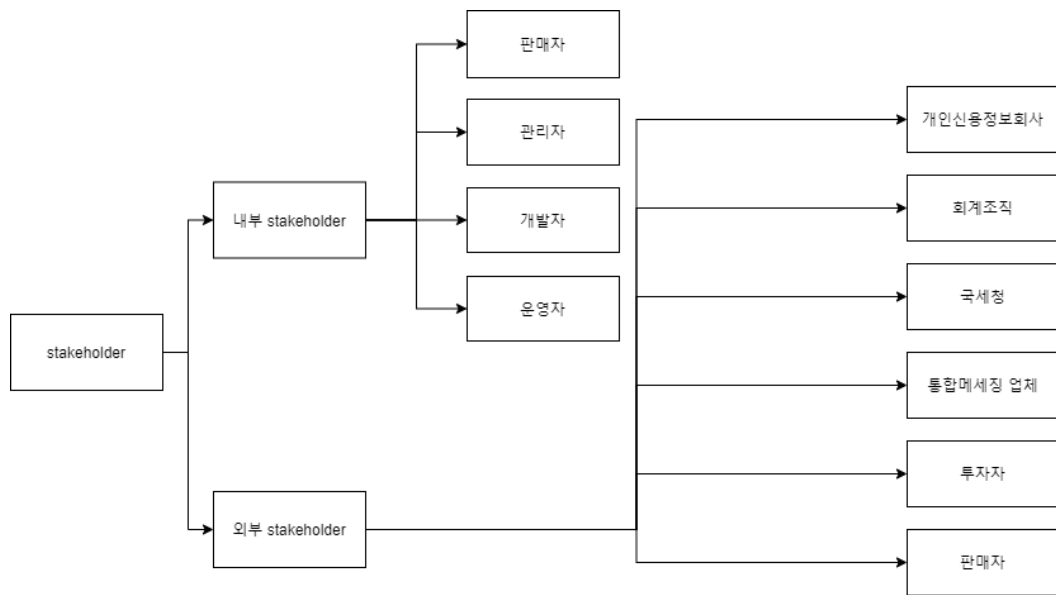 stakeholder
내부 stakeholder
판매자
관리자
개발자
운영자
외부 stakeholder
개인신용정보회사
회계조직
국세청
통합메세징 업체
투자자
판매자